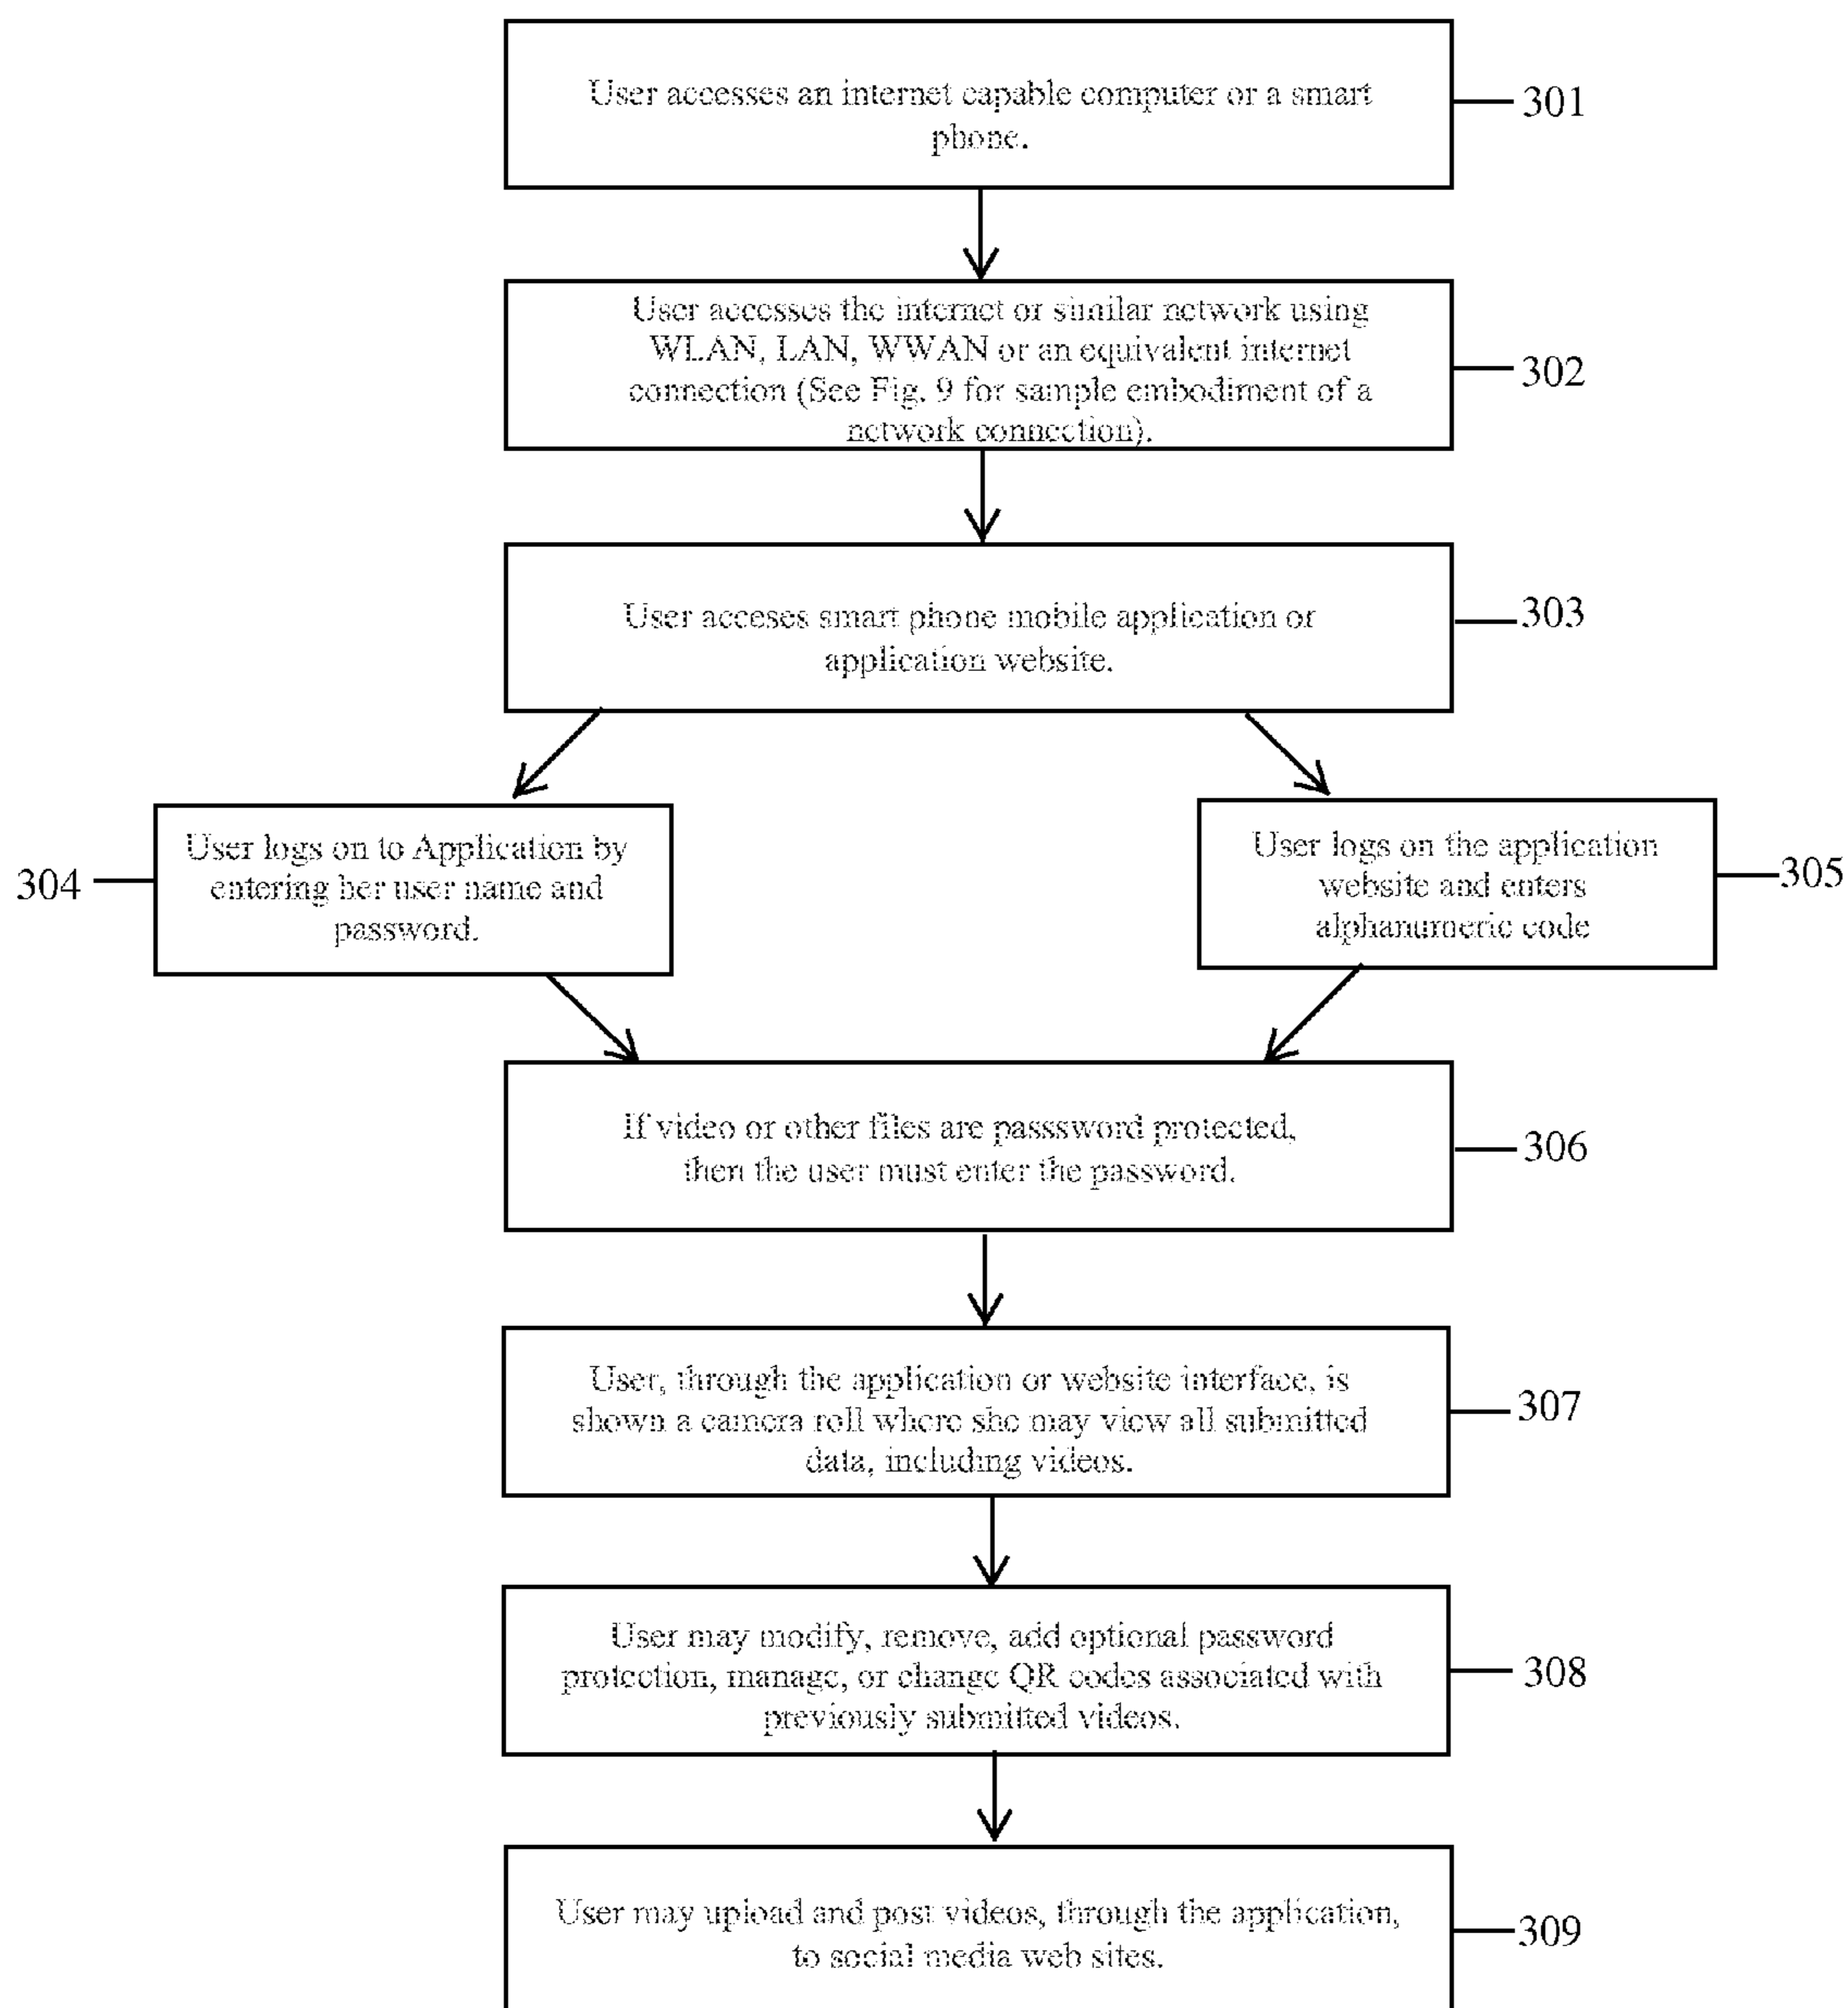 User accesses an internet capable computer or a smart
phone.
301
User accesses the internet or similar network using
WLAN, LAN, WWAN or an equivalent internet
connection (See Fig. 9 for sample embodiment of a
network connection).
302
User acceses smart phone mobile application or
application website.
303
304
User logs on to Application by
entering her user name and
password.
User logs on the application
website and enters
alphanumeric code
305
If video or other files are passsword protected,
then the user must enter the password.
306
User, through the application or website interface, is
shown a camera roll where she may view all submitted
data, including videos.
307
User may modify, remove, add optional password
protection, manage, or change QR codes associated with
previously submitted videos.
308
User may upload and post videos, through the application,
to social media web sites.
309